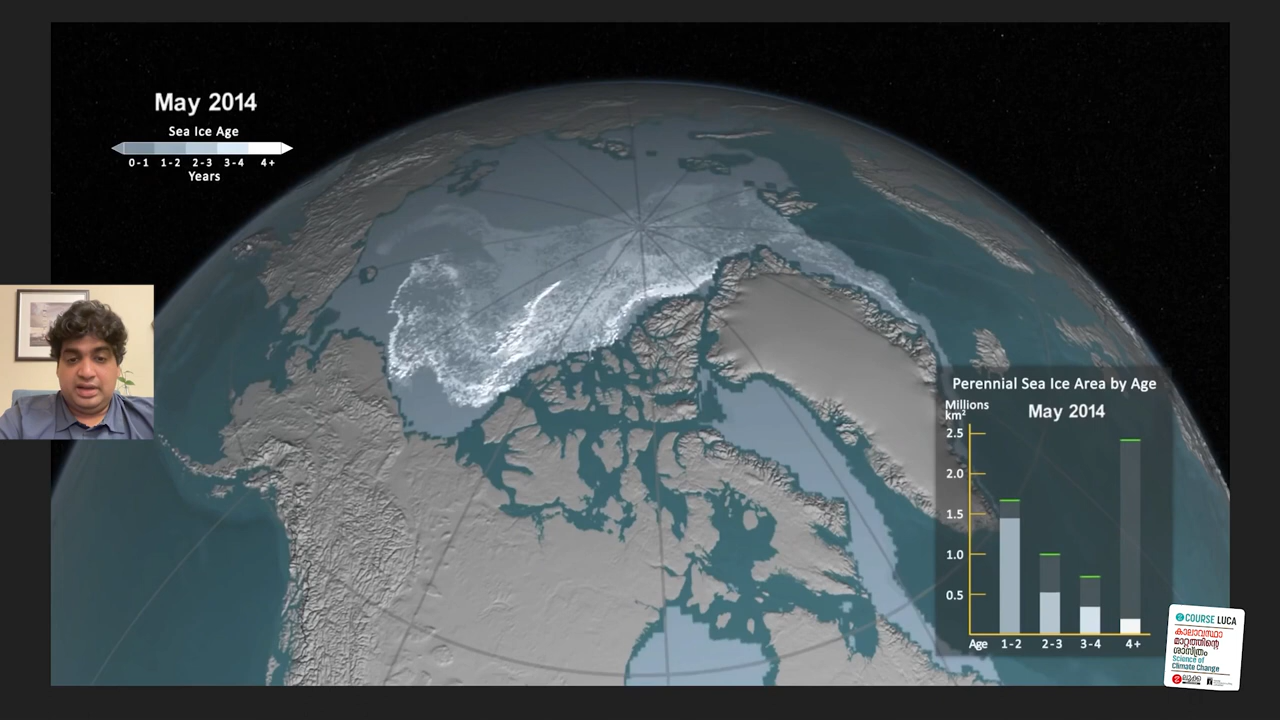 May 2014
Sea Ice Age
0-1 1-2 2-3 3-4 4+
Years
Perennial Sea Ice Area by Age
Millions
km²
May 2014
2.5
2.0
1.5
1.0
0.5
Age 1-2 2-3 3-4 4+
COURSE LUCA
കാലാവസ്ഥാ
മാറ്റത്തിന്റെ
ശാസ്ത്രം
Science of
Climate Change
ലൂക്ക